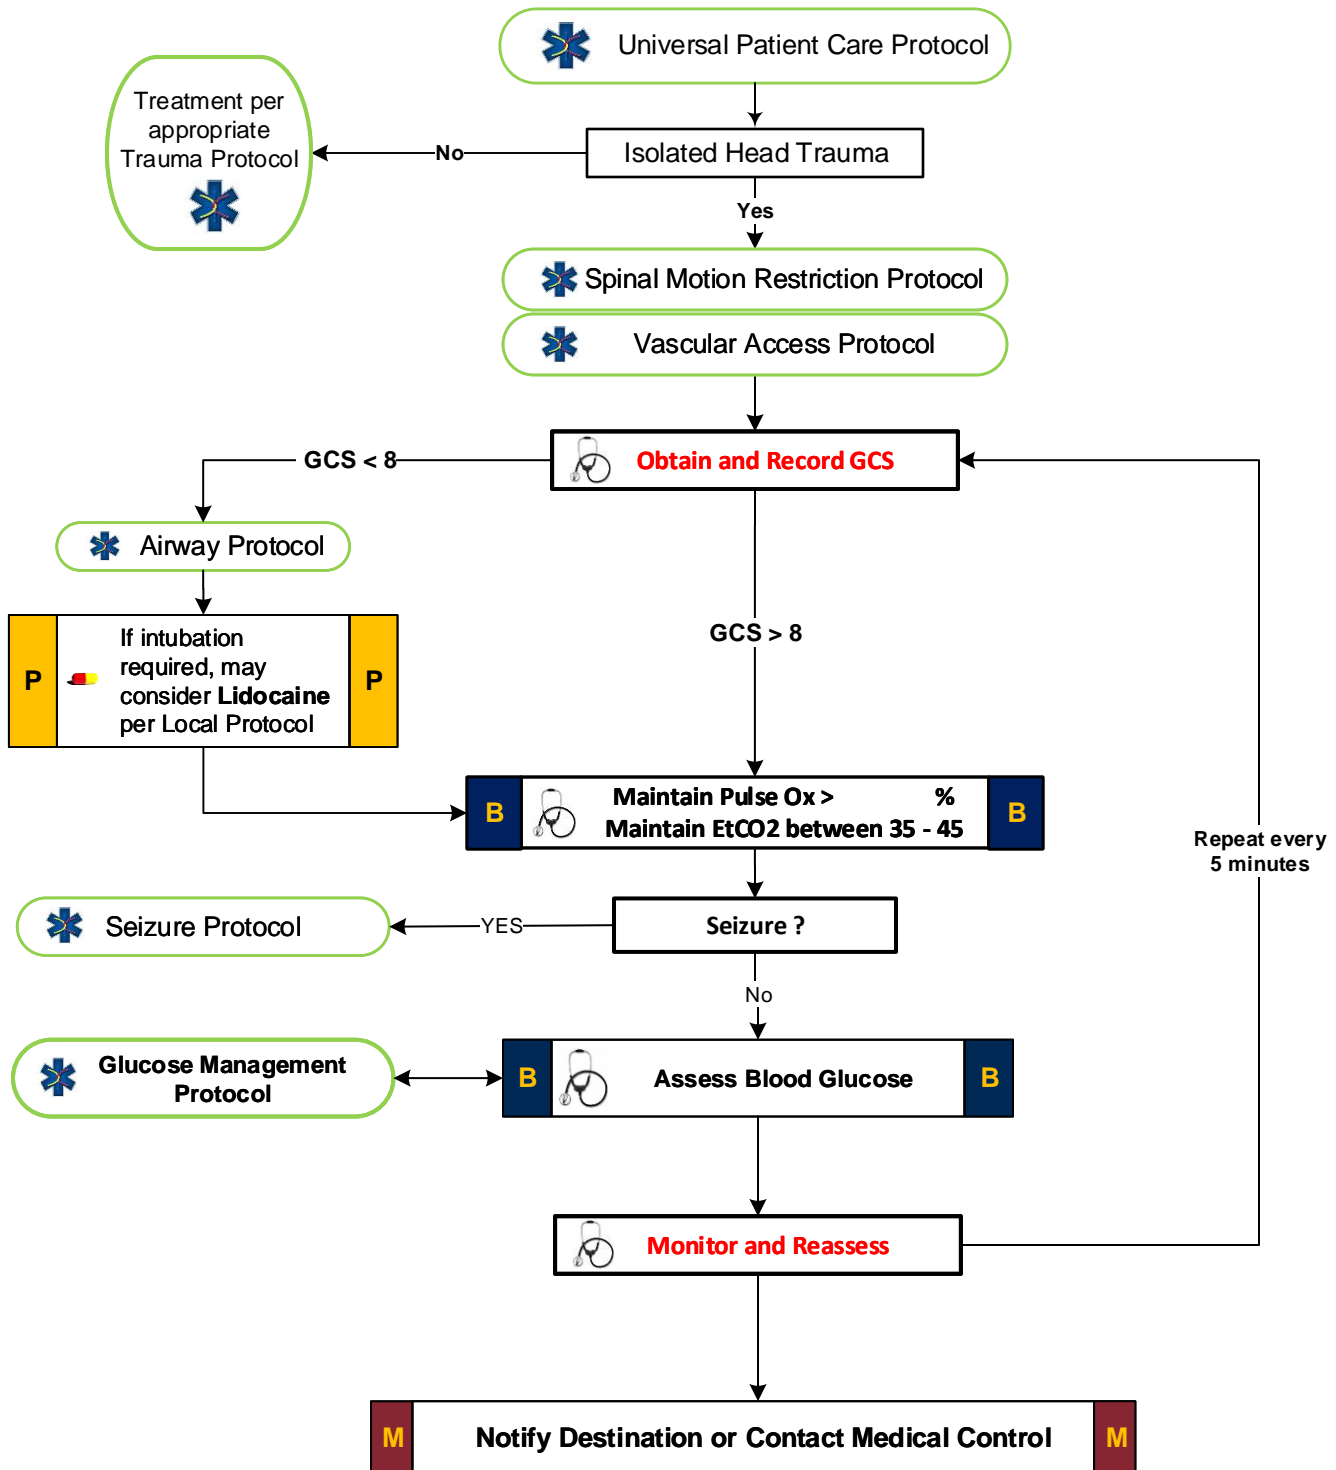 Universal Patient Care Protocol
Treatment per
appropriate
Trauma Protocol
No
Isolated Head Trauma
Yes
Spinal Motion Restriction Protocol
Vascular Access Protocol
GCS < 8
Obtain and Record GCS
Airway Protocol
P
If intubation
required, may
consider Lidocaine
per Local Protocol
P
GCS > 8
B
Maintain Pulse Ox > %
Maintain EtCO2 between 35 - 45
B
Repeat every
5 minutes
Seizure Protocol
YES
Seizure ?
No
Glucose Management
Protocol
B
Assess Blood Glucose
B
Monitor and Reassess
M
Notify Destination or Contact Medical Control
M